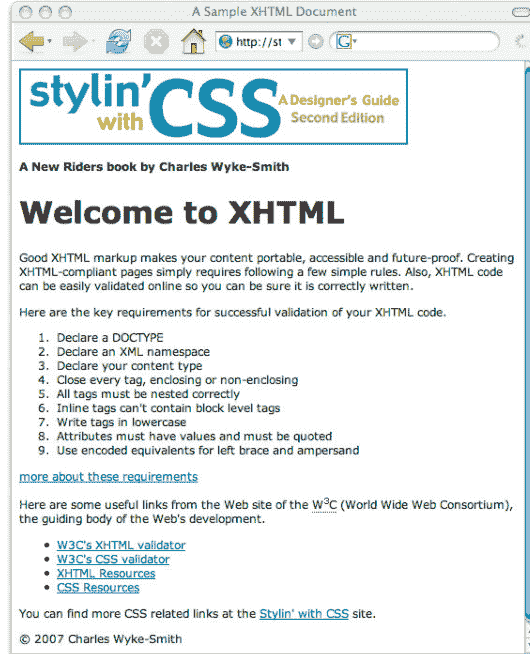 A Sample XHTML Document
http://st
G
stylin' with CSS A Designer's Guide Second Edition
A New Riders book by Charles Wyke-Smith
Welcome to XHTML
Good XHTML markup makes your content portable, accessible and future-proof. Creating
XHTML-compliant pages simply requires following a few simple rules. Also, XHTML code
can be easily validated online so you can be sure it is correctly written.
Here are the key requirements for successful validation of your XHTML code.
1. Declare a DOCTYPE
2. Declare an XML namespace
3. Declare your content type
4. Close every tag, enclosing or non-enclosing
5. All tags must be nested correctly
6. Inline tags can't contain block level tags
7. Write tags in lowercase
8. Attributes must have values and must be quoted
9. Use encoded equivalents for left brace and ampersand
more about these requirements
Here are some useful links from the Web site of the W3C (World Wide Web Consortium),
the guiding body of the Web's development.
• W3C's XHTML validator
• W3C's CSS validator
• XHTML Resources
• CSS Resources
You can find more CSS related links at the Stylin' with CSS site.
© 2007 Charles Wyke-Smith